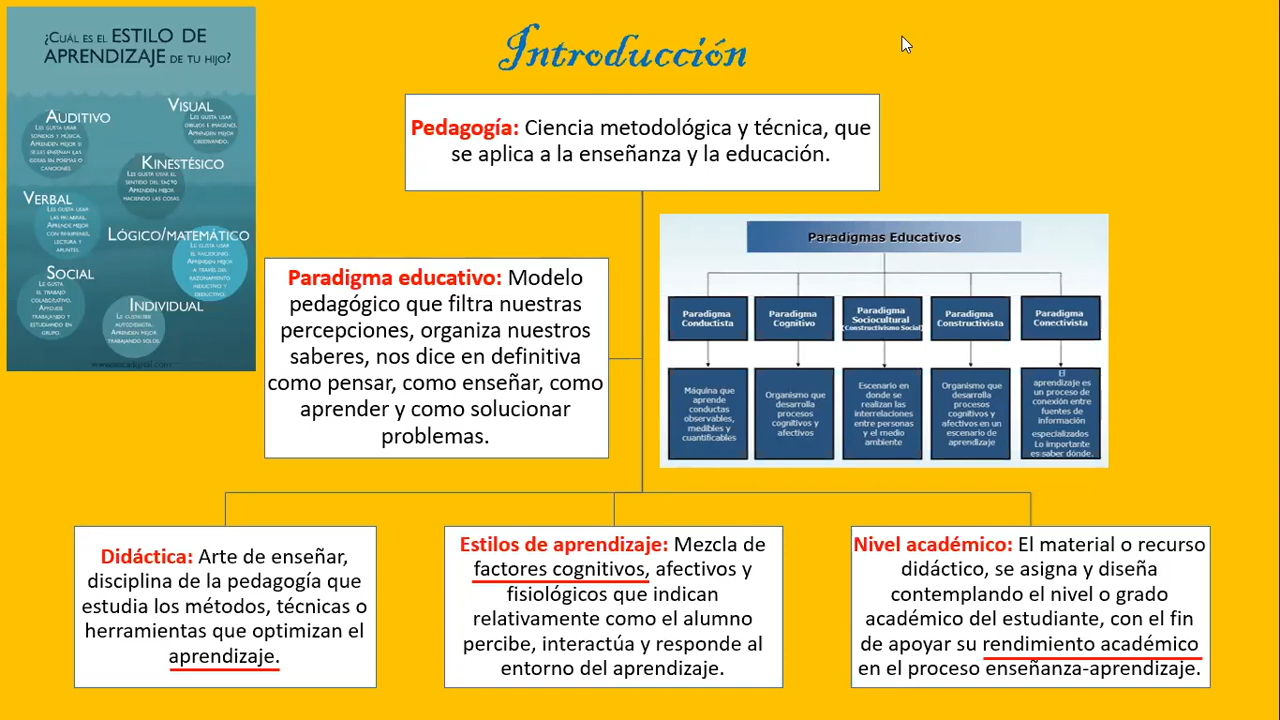 Introducción
¿CUÁL ES EL ESTILO DE
APRENDIZAJE DE TU HIJO?
AUDITIVO
LES GUSTA USAR
SONIDOS Y MÚSICA.
APRENDEN MEJOR SI
SE LES ENSEÑAN LAS
IDEAS EN POEMAS O
CANCIONES.
VISUAL
LES GUSTA USAR
DIBUJOS E IMÁGENES.
APRENDEN MEJOR
OBSERVANDO.
KINESTÉSICO
LES GUSTA USAR EL
SENTIDO DEL TACTO
APRENDEN MEJOR
HACIENDO LAS COSAS.
VERBAL
LES GUSTA USAR
LAS PALABRAS.
APRENDE MEJOR
CON RESÚMENES,
LECTURA Y
APUNTES.
LÓGICO/MATEMÁTICO
LE GUSTA USAR
EL RACIOCINIO
APRENDEN MEJOR
A TRAVÉS DEL
RAZONAMIENTO
INDUCTIVO Y
DEDUCTIVO.
SOCIAL
LE GUSTA
EL TRABAJO
COLABORATIVO.
TRABAJANDO Y
ESTUDIANDO EN
GRUPO.
INDIVIDUAL
LE GUSTA SER
AUTODIDACTA.
APRENDEN MEJOR
TRABAJANDO SOLOS.
Pedagogía: Ciencia metodológica y técnica, que
se aplica a la enseñanza y la educación.
Paradigma educativo: Modelo
pedagógico que filtra nuestras
percepciones, organiza nuestros
saberes, nos dice en definitiva
como pensar, como enseñar, como
aprender y como solucionar
problemas.
Paradigmas Educativos
Paradigma
Conductista
Paradigma
Cognitivo
Paradigma
Sociocultural
(Constructivismo Social)
Paradigma
Constructivista
Paradigma
Conectivista
Máquina que
aprende
conductas
observables,
medibles y
cuantificables
Organismo que
desarrolla
procesos
cognitivos y
afectivos
Escenario en
donde se
realizan las
interrelaciones
entre personas
y el medio
ambiente
Organismo que
desarrolla
procesos
cognitivos y
afectivos en un
escenario de
aprendizaje
El
aprendizaje es
un proceso de
conexión entre
fuentes de
información
especializados
Lo importante
es saber dónde.
Didáctica: Arte de enseñar,
disciplina de la pedagogía que
estudia los métodos, técnicas o
herramientas que optimizan el
aprendizaje.
Estilos de aprendizaje: Mezcla de
factores cognitivos, afectivos y
fisiológicos que indican
relativamente como el alumno
percibe, interactúa y responde al
entorno del aprendizaje.
Nivel académico: El material o recurso
didáctico, se asigna y diseña
contemplando el nivel o grado
académico del estudiante, con el fin
de apoyar su rendimiento académico
en el proceso enseñanza-aprendizaje.